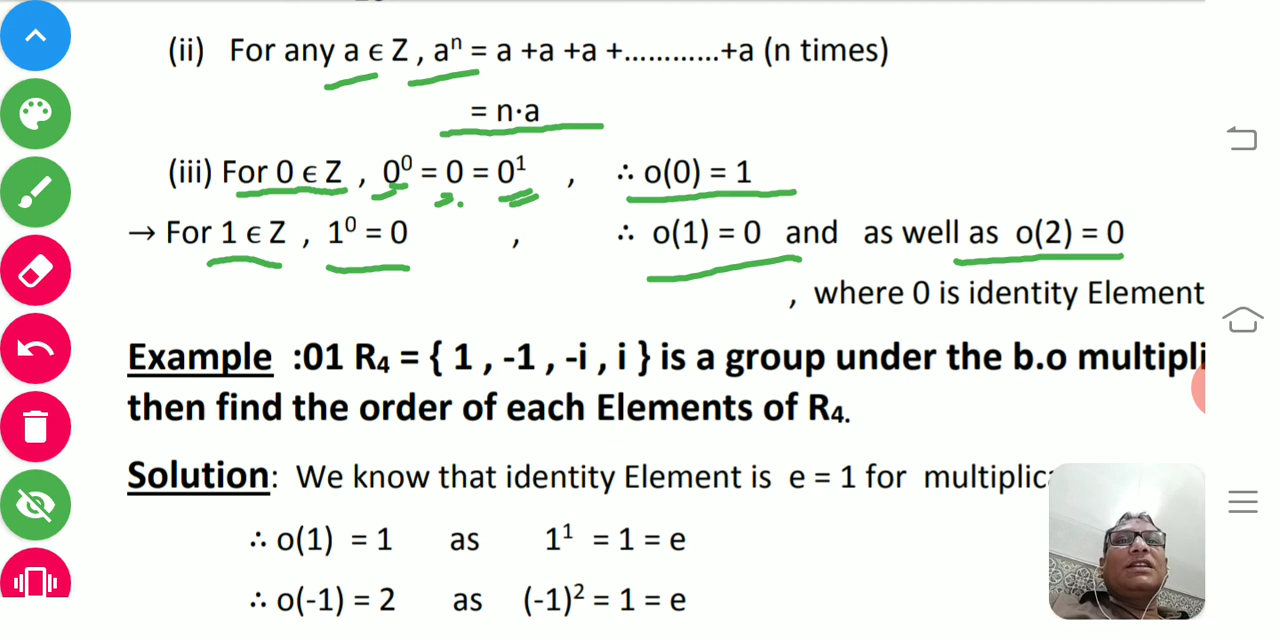 (ii) For any a ϵ Z , aⁿ = a +a +a +............+a (n times)
= n·a
(iii) For 0 ϵ Z , 0⁰ = 0 = 0¹ , ∴ o(0) = 1
→ For 1 ϵ Z , 1⁰ = 0 , ∴ o(1) = 0 and as well as o(2) = 0
, where 0 is identity Element
Example :01 R₄ = { 1 , -1 , -i , i } is a group under the b.o multipli
then find the order of each Elements of R₄.
Solution: We know that identity Element is e = 1 for multiplic
∴ o(1) = 1 as 1¹ = 1 = e
∴ o(-1) = 2 as (-1)² = 1 = e